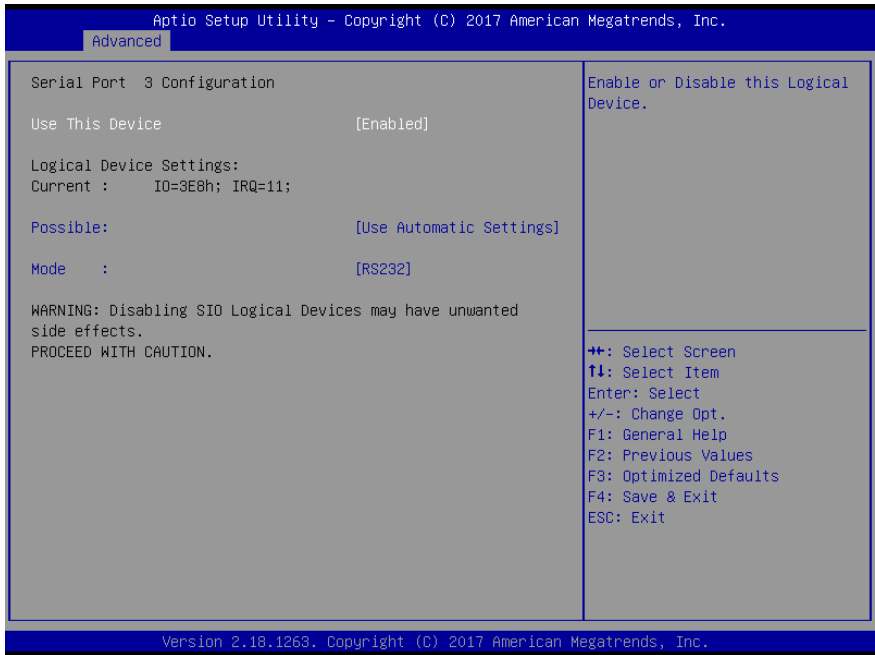 Aptio Setup Utility – Copyright (C) 2017 American Megatrends, Inc.
Advanced
Serial Port  3 Configuration
Use This Device [Enabled]
Logical Device Settings:
Current : IO=3E8h; IRQ=11;
Possible: [Use Automatic Settings]
Mode : [RS232]
WARNING: Disabling SIO Logical Devices may have unwanted
side effects.
PROCEED WITH CAUTION.
Enable or Disable this Logical
Device.
→←: Select Screen
↑↓: Select Item
Enter: Select
+/-: Change Opt.
F1: General Help
F2: Previous Values
F3: Optimized Defaults
F4: Save & Exit
ESC: Exit
Version 2.18.1263. Copyright (C) 2017 American Megatrends, Inc.